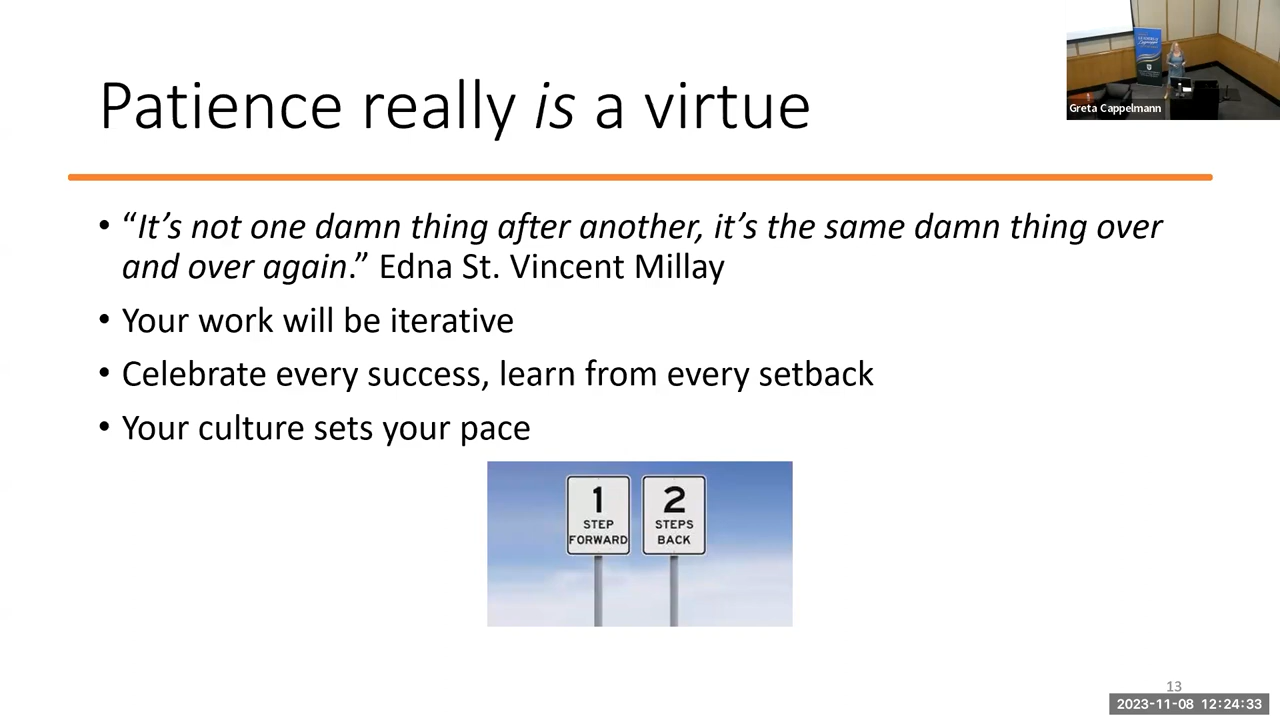 Patience really is a virtue
Greta Cappelmann
• “It’s not one damn thing after another, it’s the same damn thing over
and over again.” Edna St. Vincent Millay
• Your work will be iterative
• Celebrate every success, learn from every setback
• Your culture sets your pace
1
STEP
FORWARD
2
STEPS
BACK
13
2023-11-08 12:24:33